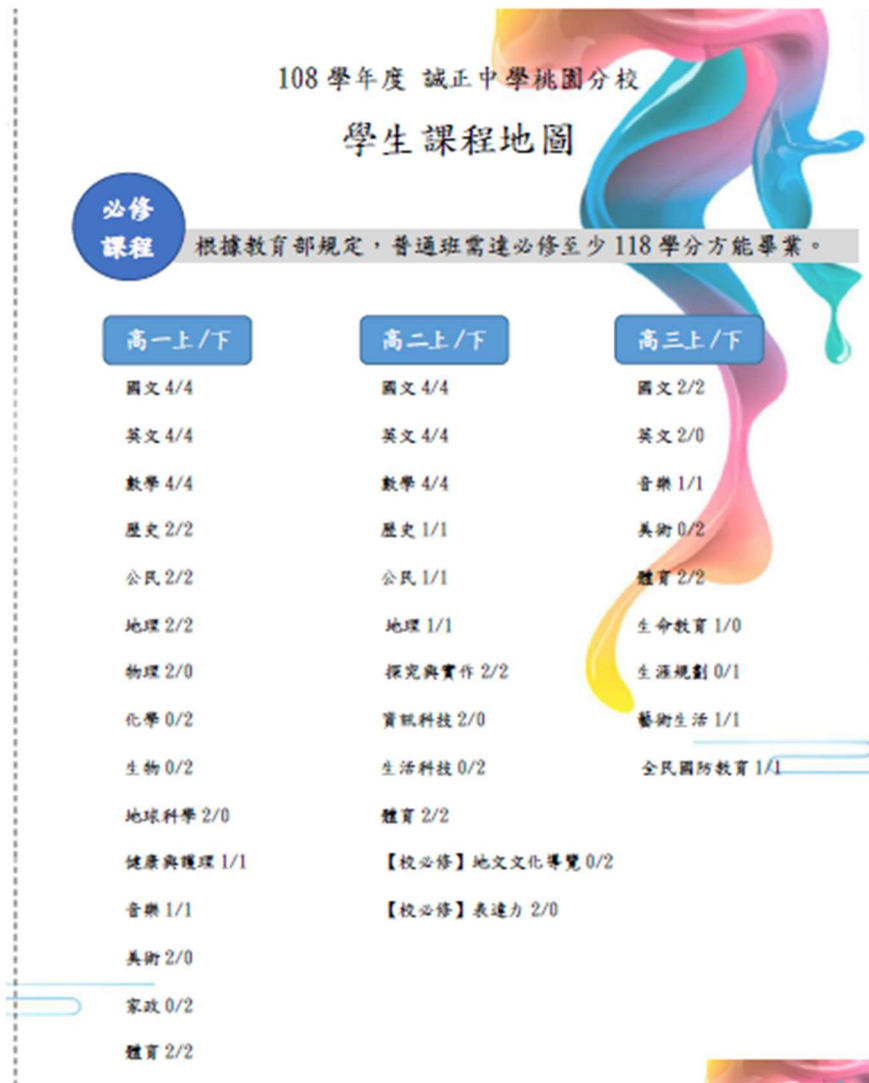 108 學年度 誠正中學桃園分校
學生課程地圖
必修
課程
根據教育部規定，普通班需達必修至少 118 學分方能畢業。
高一上/下
國文 4/4
英文 4/4
數學 4/4
歷史 2/2
公民 2/2
地理 2/2
物理 2/0
化學 0/2
生物 0/2
地球科學 2/0
健康與護理 1/1
音樂 1/1
美術 2/0
家政 0/2
體育 2/2
高二上/下
國文 4/4
英文 4/4
數學 4/4
歷史 1/1
公民 1/1
地理 1/1
探究與實作 2/2
資訊科技 2/0
生活科技 0/2
體育 2/2
【校必修】地文文化導覽 0/2
【校必修】表達力 2/0
高三上/下
國文 2/2
英文 2/0
音樂 1/1
美術 0/2
體育 2/2
生命教育 1/0
生涯規劃 0/1
藝術生活 1/1
全民國防教育 1/1